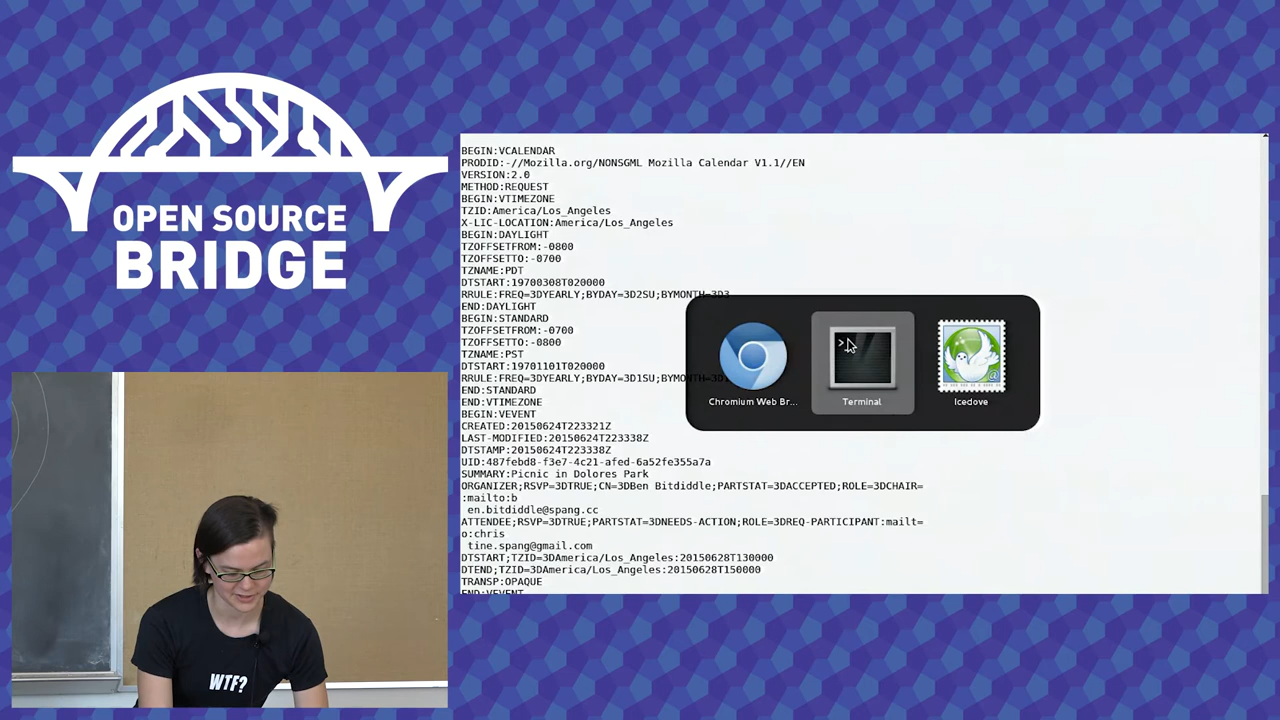 OPEN SOURCE
BRIDGE
WTF?
BEGIN:VCALENDAR
PRODID:-//Mozilla.org/NONSGML Mozilla Calendar V1.1//EN
VERSION:2.0
METHOD:REQUEST
BEGIN:VTIMEZONE
TZID:America/Los_Angeles
X-LIC-LOCATION:America/Los_Angeles
BEGIN:DAYLIGHT
TZOFFSETFROM:-0800
TZOFFSETTO:-0700
TZNAME:PDT
DTSTART:19700308T020000
RRULE:FREQ=3DYEARLY;BYDAY=3D2SU;BYMONTH=3D3
END:DAYLIGHT
BEGIN:STANDARD
TZOFFSETFROM:-0700
TZOFFSETTO:-0800
TZNAME:PST
DTSTART:19701101T020000
RRULE:FREQ=3DYEARLY;BYDAY=3D1SU;BYMONTH=3D
END:STANDARD
END:VTIMEZONE
BEGIN:VEVENT
CREATED:20150624T223321Z
LAST-MODIFIED:20150624T223338Z
DTSTAMP:20150624T223338Z
UID:487febd8-f3e7-4c21-afed-6a52fe355a7a
SUMMARY:Picnic in Dolores Park
ORGANIZER;RSVP=3DTRUE;CN=3DBen Bitdiddle;PARTSTAT=3DACCEPTED;ROLE=3DCHAIR=
:mailto:b
en.bitdiddle@spang.cc
ATTENDEE;RSVP=3DTRUE;PARTSTAT=3DNEEDS-ACTION;ROLE=3DREQ-PARTICIPANT:mailt=
o:chris
tine.spang@gmail.com
DTSTART;TZID=3DAmerica/Los_Angeles:20150628T130000
DTEND;TZID=3DAmerica/Los_Angeles:20150628T150000
TRANSP:OPAQUE
END:VEVENT
Chromium Web Br...
Terminal
Icedove